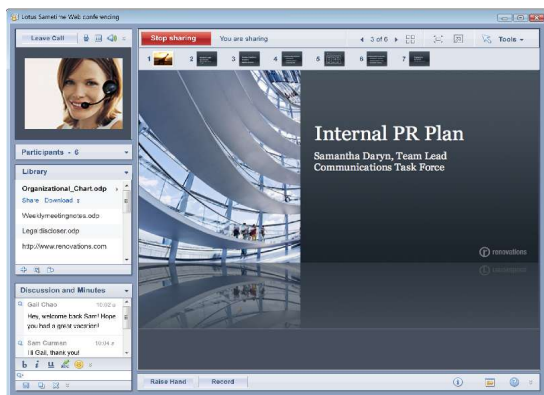 Lotus Sametime Web conferencing
Leave Call
Stop sharing
You are sharing
3 of 6
Tools
1 2 3 4 5 6 7
Participants - 6
Library
Organizational_Chart.odp
Share Download
Weeklymeetingnotes.odp
http://www.renovations.com
Discussion and Minutes
Gail Chao
Hey, welcome back Sam! Hope
you had a great vacation!
Sam Curman
Hi Gail, thank you!
b i u
Internal PR Plan
Samantha Daryn, Team Lead
Communications Task Force
renovations
Raise Hand
Record